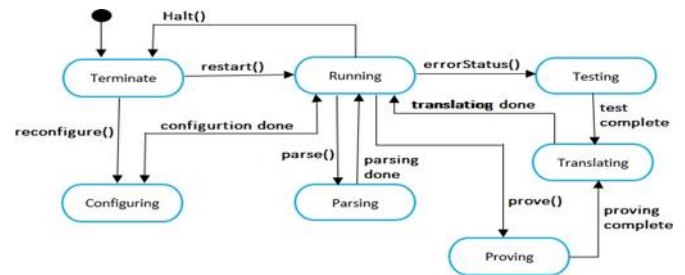 Halt()
Terminate
restart()
Running
errorStatus()
Testing
translating done
test
complete
reconfigure()
configurtion done
parse()
parsing
done
Translating
Configuring
Parsing
prove()
proving
complete
Proving